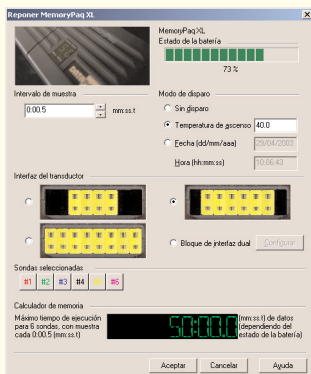 Reponer MemoryPaq XL
MemoryPaq XL
Estado de la batería
73 %
Intervalo de muestra
0:00.5 mm:ss.t
Modo de disparo
Sin disparo
Temperatura de ascenso 40.0
Fecha (dd/mm/aaa) 29/04/2003
Hora (hh:mm:ss) 10:06:43
Interfaz del transductor
Bloque de interfaz dual Configurar
Sondas seleccionadas
#1 #2 #3 #4 #5 #6
Calculador de memoria
Máximo tiempo de ejecución
para 6 sondas, con muestra
cada 0:00.5 (mm:ss.t)
50:00.0
(mm:ss.t) de datos
(dependiendo del
estado de la batería)
Aceptar Cancelar Ayuda